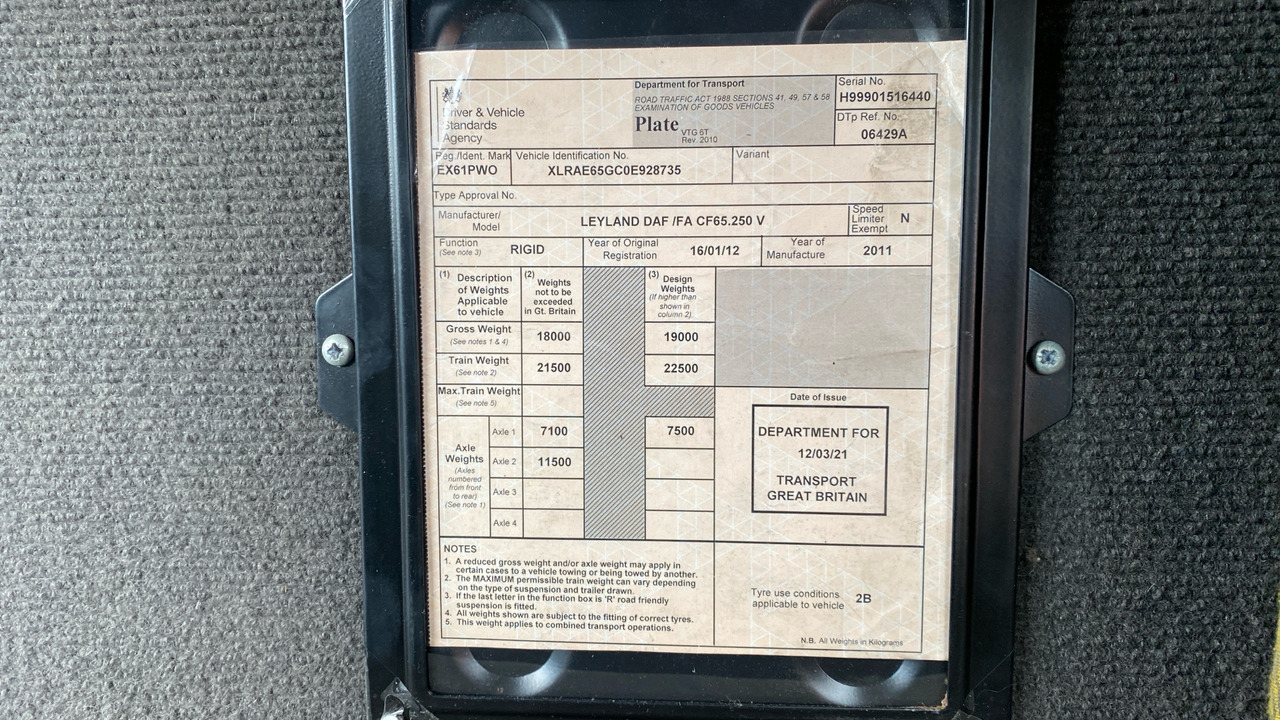 Driver & Vehicle
Standards
Agency
Department for Transport
ROAD TRAFFIC ACT 1988 SECTIONS 41, 49, 57 & 58
EXAMINATION OF GOODS VEHICLES
Plate VTG 6T
Rev. 2010
Serial No.
H99901516440
DTp Ref. No.
06429A
Reg./Ident. Mark
EX61PWO
Vehicle Identification No.
XLRAE65GC0E928735
Variant
Type Approval No.
Manufacturer/
Model
LEYLAND DAF /FA CF65.250 V
Speed
Limiter
Exempt
N
Function
(See note 3)
RIGID
Year of Original
Registration
16/01/12
Year of
Manufacture
2011
(1) Description
of Weights
Applicable
to vehicle
(2) Weights
not to be
exceeded
in Gt. Britain
(3) Design
Weights
(If higher than
shown in
column 2)
Gross Weight
(See notes 1 & 4)
18000
19000
Train Weight
(See note 2)
21500
22500
Max.Train Weight
(See note 5)
Axle
Weights
(Axles
numbered
from front
to rear)
(See note 1)
Axle 1
7100
7500
Axle 2
11500
Axle 3
Axle 4
Date of Issue
DEPARTMENT FOR
12/03/21
TRANSPORT
GREAT BRITAIN
NOTES
1. A reduced gross weight and/or axle weight may apply in
certain cases to a vehicle towing or being towed by another.
2. The MAXIMUM permissible train weight can vary depending
on the type of suspension and trailer drawn.
3. If the last letter in the function box is 'R' road friendly
suspension is fitted.
4. All weights shown are subject to the fitting of correct tyres.
5. This weight applies to combined transport operations.
Tyre use conditions
applicable to vehicle
2B
N.B. All Weights in Kilograms